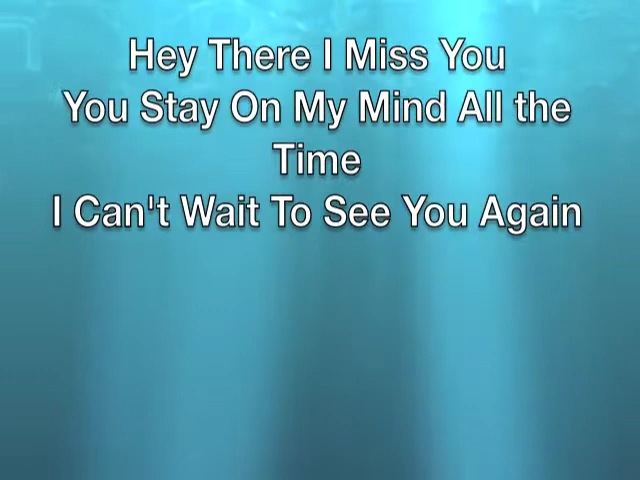 Hey There I Miss You
You Stay On My Mind All the
Time
I Can't Wait To See You Again